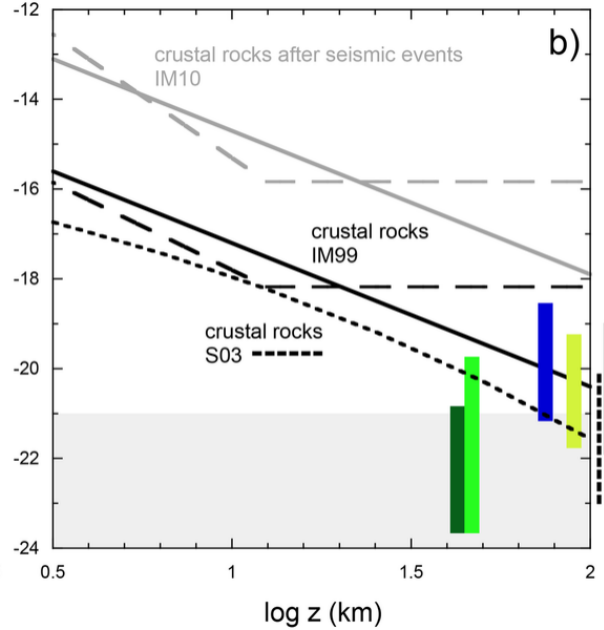 -12
b)
crustal rocks after seismic events
IM10
-14
-16
crustal rocks
IM99
-18
crustal rocks
S03
-20
-22
-24
0.5
1
1.5
2
log z (km)